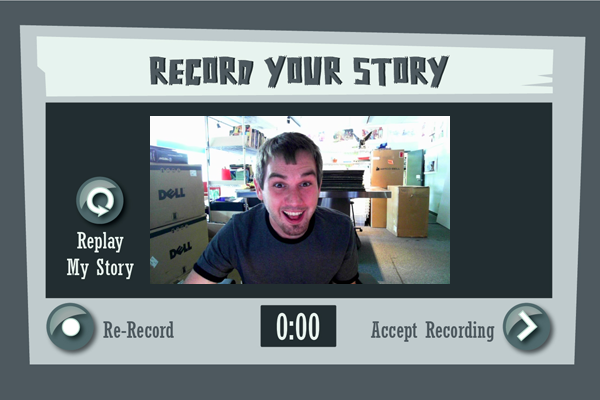 RECORD YOUR STORY
DELL
DELL
Replay
My Story
Re-Record
0:00
Accept Recording